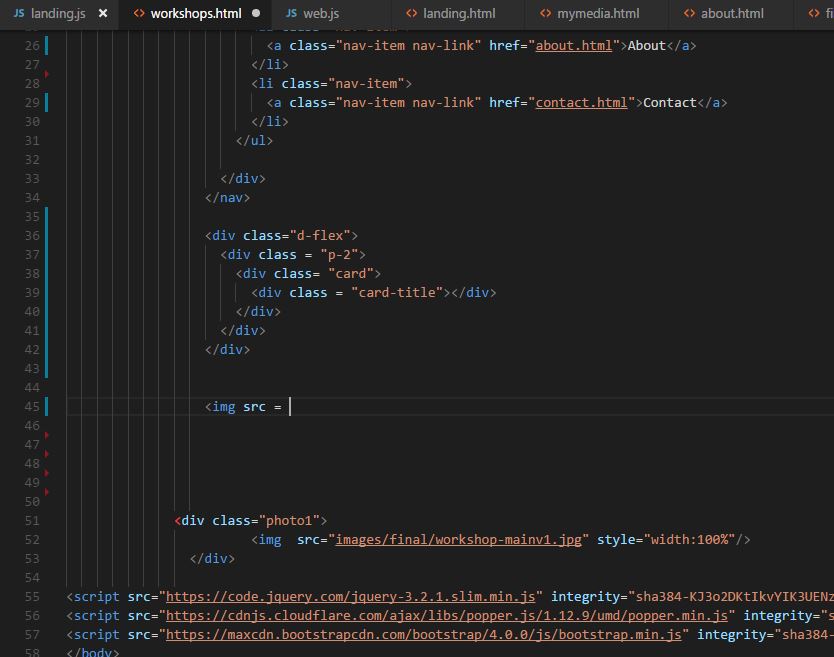 JS landing.js × <> workshops.html ● JS web.js <> landing.html <> mymedia.html <> about.html <> fi
26 <a class="nav-item nav-link" href="about.html">About</a>
27 </li>
28 <li class="nav-item">
29 <a class="nav-item nav-link" href="contact.html">Contact</a>
30 </li>
31 </ul>
32
33 </div>
34 </nav>
35
36 <div class="d-flex">
37 <div class = "p-2">
38 <div class= "card">
39 <div class = "card-title"></div>
40 </div>
41 </div>
42 </div>
43
44
45 <img src =
46
47
48
49
50
51 <div class="photo1">
52 <img  src="images/final/workshop-mainv1.jpg" style="width:100%"/>
53 </div>
54
55 <script src="https://code.jquery.com/jquery-3.2.1.slim.min.js" integrity="sha384-KJ3o2DKtIkvYIK3UENz
56 <script src="https://cdnjs.cloudflare.com/ajax/libs/popper.js/1.12.9/umd/popper.min.js" integrity="s
57 <script src="https://maxcdn.bootstrapcdn.com/bootstrap/4.0.0/js/bootstrap.min.js" integrity="sha384-
58 </body>